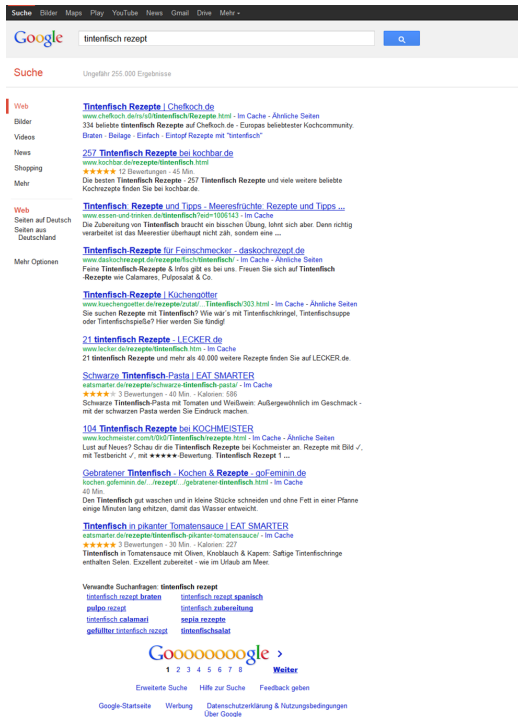 Suche Bilder Maps Play YouTube News Gmail Drive Mehr
Google tintenfisch rezept
Suche Ungefähr 255.000 Ergebnisse
Web
Bilder
Videos
News
Shopping
Mehr
Web
Seiten auf Deutsch
Seiten aus
Deutschland
Mehr Optionen
Tintenfisch Rezepte | Chefkoch.de
www.chefkoch.de/rs/s0/tintenfisch/Rezepte.html - Im Cache - Ähnliche Seiten
334 beliebte tintenfisch Rezepte auf Chefkoch.de - Europas beliebtester Kochcommunity.
Braten - Beilage - Einfach - Eintopf Rezepte mit "tintenfisch"
257 Tintenfisch Rezepte bei kochbar.de
www.kochbar.de/rezepte/tintenfisch.html
★★★★★ 12 Bewertungen - 45 Min.
Die besten Tintenfisch Rezepte - 257 Tintenfisch Rezepte und viele weitere beliebte
Kochrezepte finden Sie bei kochbar.de.
Tintenfisch: Rezepte und Tipps - Meeresfrüchte: Rezepte und Tipps ...
www.essen-und-trinken.de/tintenfisch?eid=1006143 - Im Cache
Die Zubereitung von Tintenfisch braucht ein bisschen Übung, lohnt sich aber. Denn richtig
verarbeitet ist das Meerestier überhaupt nicht zäh, sondern eine ...
Tintenfisch-Rezepte für Feinschmecker - daskochrezept.de
www.daskochrezept.de/rezepte/fisch/tintenfisch/ - Im Cache - Ähnliche Seiten
Feine Tintenfisch-Rezepte & Infos gibt es bei uns. Freuen Sie sich auf Tintenfisch
-Rezepte wie Calamares, Pulposalat & Co.
Tintenfisch-Rezepte | Küchengötter
www.kuechengoetter.de/rezepte/zutat/...Tintenfisch/303.html - Im Cache - Ähnliche Seiten
Sie suchen Rezepte mit Tintenfisch? Wie wär´s mit Tintenfischkringel, Tintenfischsuppe
oder Tintenfischspieße? Hier werden Sie fündig!
21 tintenfisch Rezepte - LECKER.de
www.lecker.de/rezepte/tintenfisch.htm - Im Cache
21 tintenfisch Rezepte und mehr als 40.000 weitere Rezepte finden Sie auf LECKER.de.
Schwarze Tintenfisch-Pasta | EAT SMARTER
eatsmarter.de/rezepte/schwarze-tintenfisch-pasta/ - Im Cache
★★★★★ 3 Bewertungen - 40 Min. - Kalorien: 586
Schwarze Tintenfisch-Pasta mit Tomaten und Weißwein: Außergewöhnlich im Geschmack -
mit der schwarzen Pasta werden Sie Eindruck machen.
104 Tintenfisch Rezepte bei KOCHMEISTER
www.kochmeister.com/t/0k0/Tintenfisch/rezepte.html - Im Cache - Ähnliche Seiten
Lust auf Neues? Schau dir die Tintenfisch Rezepte bei Kochmeister an. Rezepte mit Bild ✓,
mit Testbericht ✓, mit ★★★★★-Bewertung. Tintenfisch Rezept 1 ...
Gebratener Tintenfisch - Kochen & Rezepte - goFeminin.de
kochen.gofeminin.de/.../rezept/.../gebratener-tintenfisch.html - Im Cache
40 Min.
Den Tintenfisch gut waschen und in kleine Stücke schneiden und ohne Fett in einer Pfanne
einige Minuten lang erhitzen, damit das Wasser entweicht.
Tintenfisch in pikanter Tomatensauce | EAT SMARTER
eatsmarter.de/rezepte/tintenfisch-pikanter-tomatensauce/ - Im Cache
★★★★★ 3 Bewertungen - 30 Min. - Kalorien: 227
Tintenfisch in Tomatensauce mit Oliven, Knoblauch & Kapern: Saftige Tintenfischringe
enthalten Selen. Exzellent zubereitet - wie im Urlaub am Meer.
Verwandte Suchanfragen: tintenfisch rezept
tintenfisch rezept braten tintenfisch rezept spanisch
pulpo rezept tintenfisch zubereitung
tintenfisch calamari sepia rezepte
gefüllter tintenfisch rezept tintenfischsalat
Goooooooogle >
1 2 3 4 5 6 7 8 Weiter
Erweiterte Suche Hilfe zur Suche Feedback geben
Google-Startseite Werbung Datenschutzerklärung & Nutzungsbedingungen
Über Google